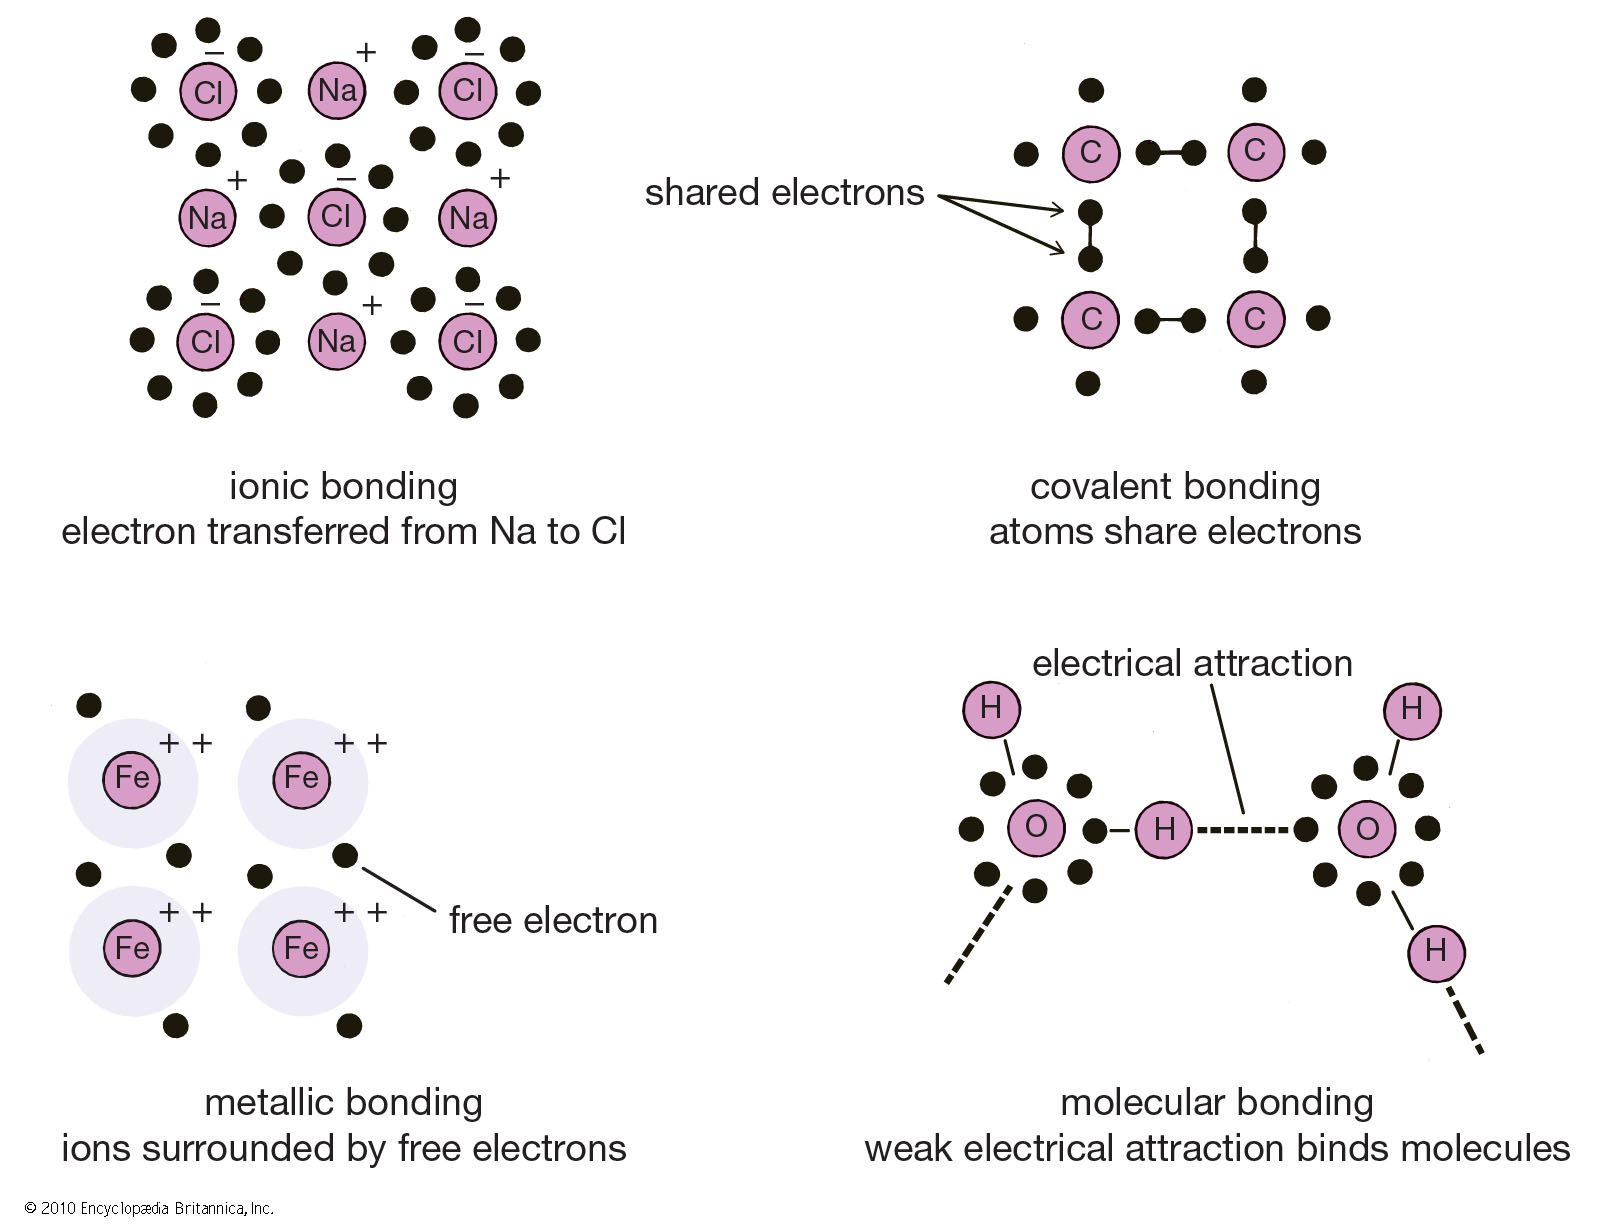 − + −
Cl Na Cl
+ − +
Na Cl Na
− + −
Cl Na Cl
ionic bonding
electron transferred from Na to Cl
C C
shared electrons
C C
covalent bonding
atoms share electrons
+ + + +
Fe Fe
+ + + +
Fe Fe
free electron
metallic bonding
ions surrounded by free electrons
electrical attraction
H H
O H O
H
molecular bonding
weak electrical attraction binds molecules
© 2010 Encyclopædia Britannica, Inc.